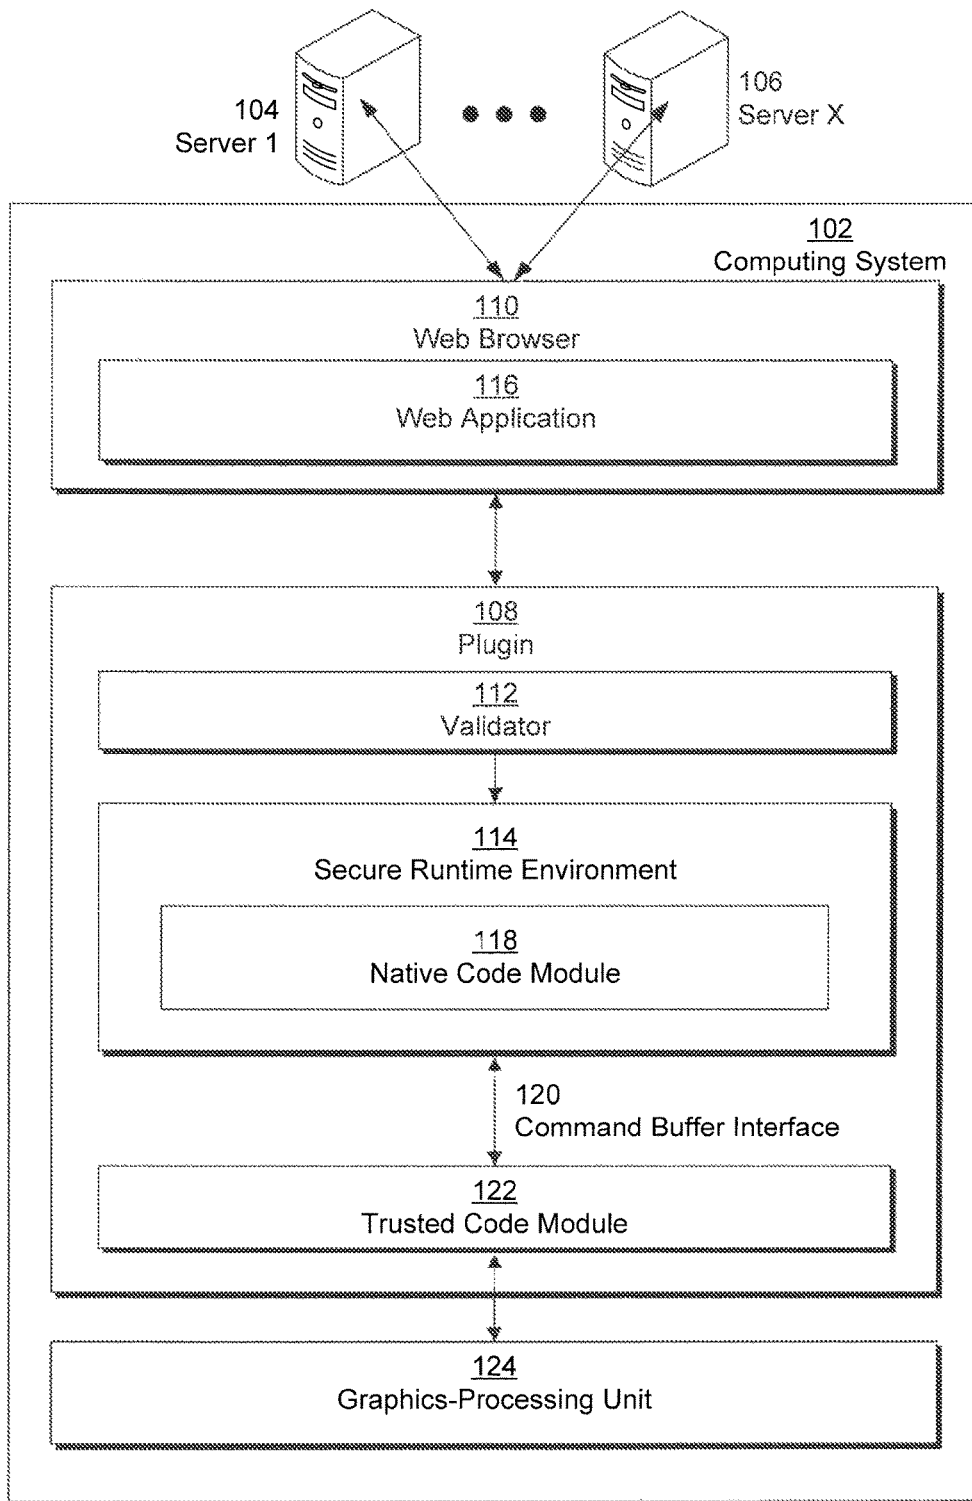 104
Server 1
106
Server X
102
Computing System
110
Web Browser
116
Web Application
108
Plugin
112
Validator
114
Secure Runtime Environment
118
Native Code Module
120
Command Buffer Interface
122
Trusted Code Module
124
Graphics-Processing Unit